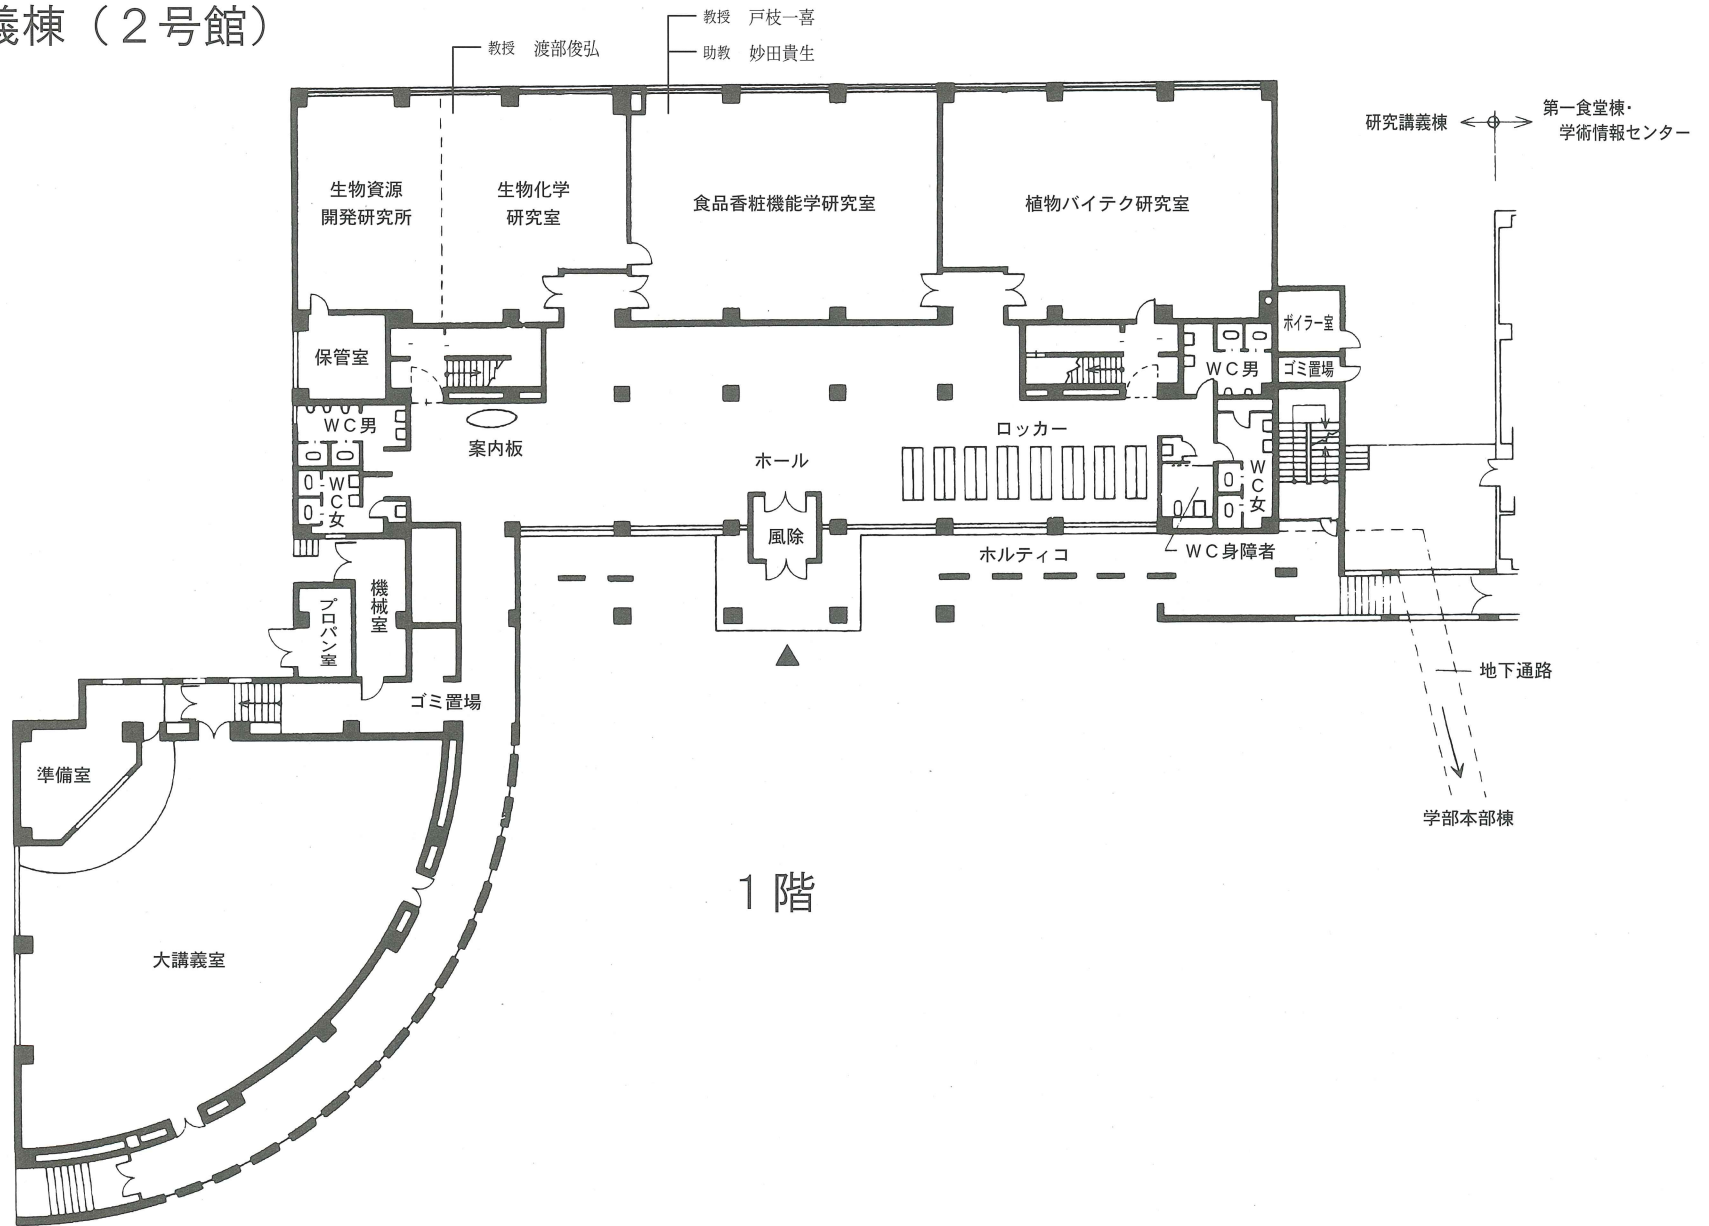 義棟（２号館）
教授　戸枝一喜
助教　妙田貴生
教授　渡部俊弘
研究講義棟
第一食堂棟・
学術情報センター
生物資源
開発研究所
生物化学
研究室
食品香粧機能学研究室
植物バイテク研究室
ボイラー室
ゴミ置場
保管室
ＷＣ男
ＷＣ男
案内板
ロッカー
ホール
ＷＣ女
ＷＣ女
風除
ホルティコ
ＷＣ身障者
機械室
プロパン室
ゴミ置場
地下通路
準備室
学部本部棟
１階
大講義室